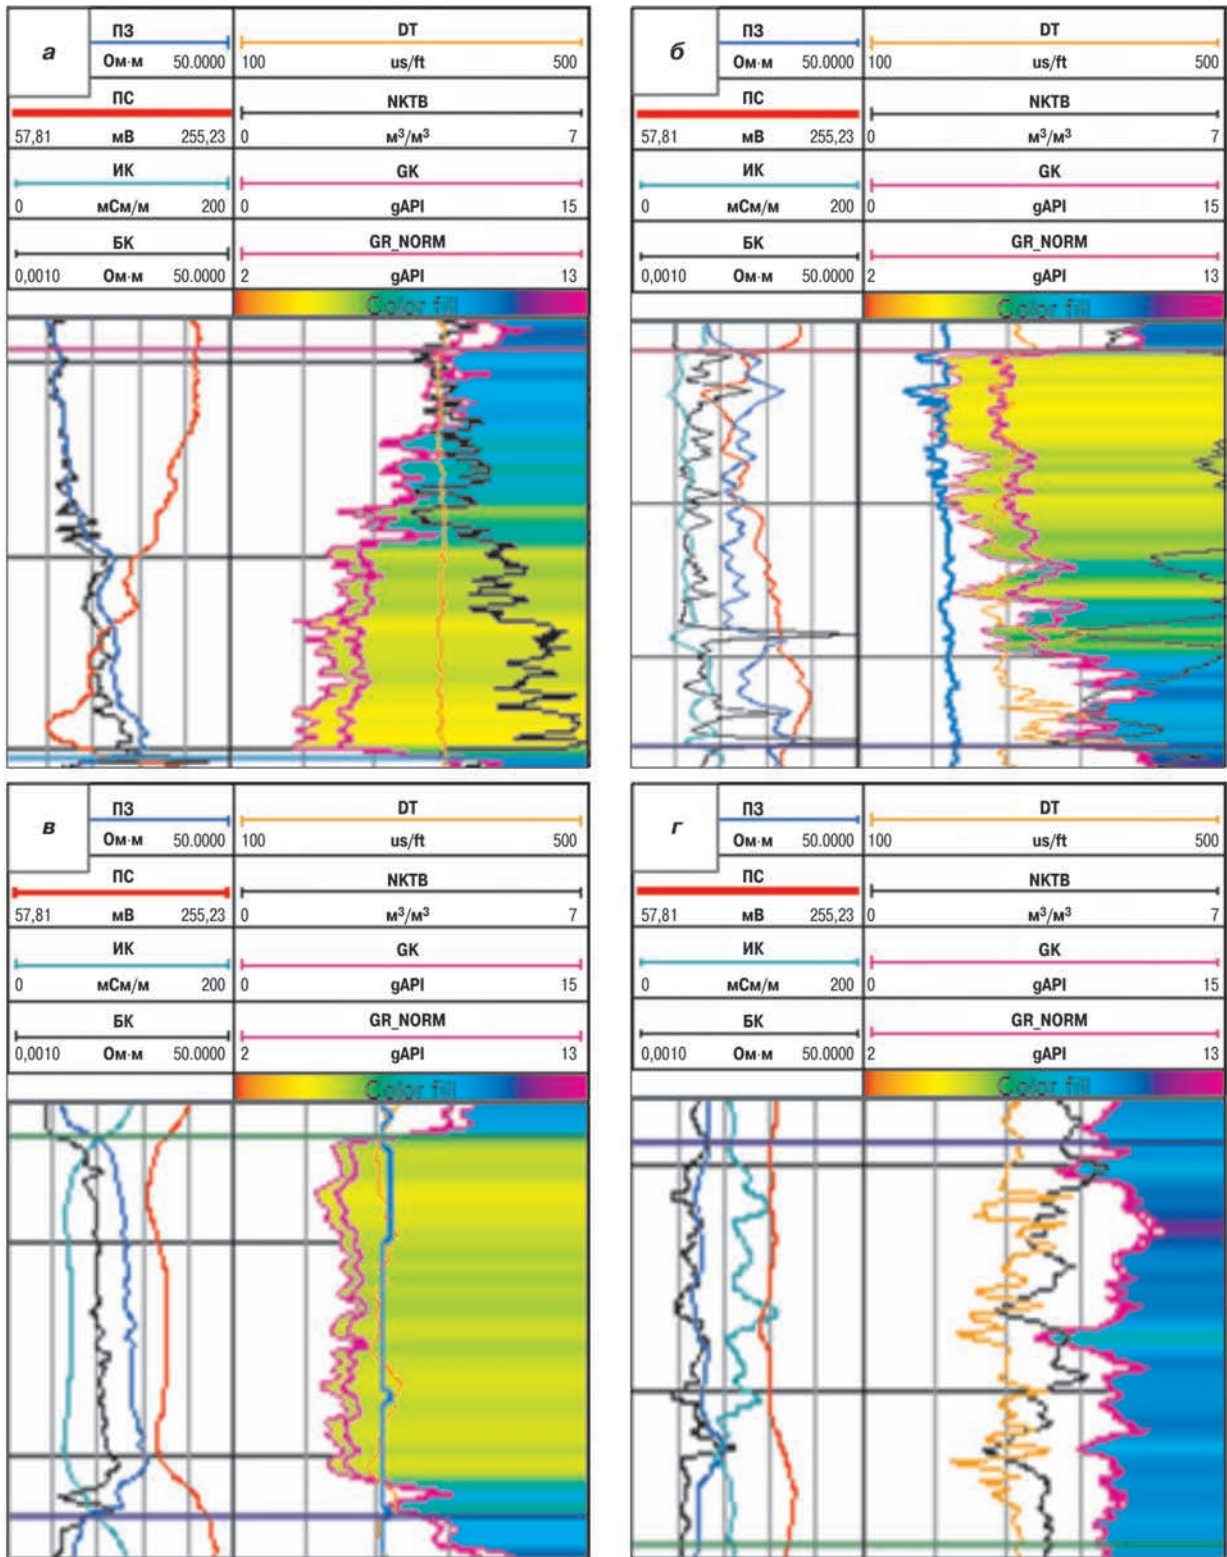 а
ПЗ
Ом·м 50.0000
DT
100 us/ft 500
ПС
57,81 мВ 255,23
NKTB
0 м³/м³ 7
ИК
0 мСм/м 200
GK
0 gAPI 15
БК
0,0010 Ом·м 50.0000
GR_NORM
2 gAPI 13
Color fill
б
ПЗ
Ом·м 50.0000
DT
100 us/ft 500
ПС
57,81 мВ 255,23
NKTB
0 м³/м³ 7
ИК
0 мСм/м 200
GK
0 gAPI 15
БК
0,0010 Ом·м 50.0000
GR_NORM
2 gAPI 13
Color fill
в
ПЗ
Ом·м 50.0000
DT
100 us/ft 500
ПС
57,81 мВ 255,23
NKTB
0 м³/м³ 7
ИК
0 мСм/м 200
GK
0 gAPI 15
БК
0,0010 Ом·м 50.0000
GR_NORM
2 gAPI 13
Color fill
г
ПЗ
Ом·м 50.0000
DT
100 us/ft 500
ПС
57,81 мВ 255,23
NKTB
0 м³/м³ 7
ИК
0 мСм/м 200
GK
0 gAPI 15
БК
0,0010 Ом·м 50.0000
GR_NORM
2 gAPI 13
Color fill